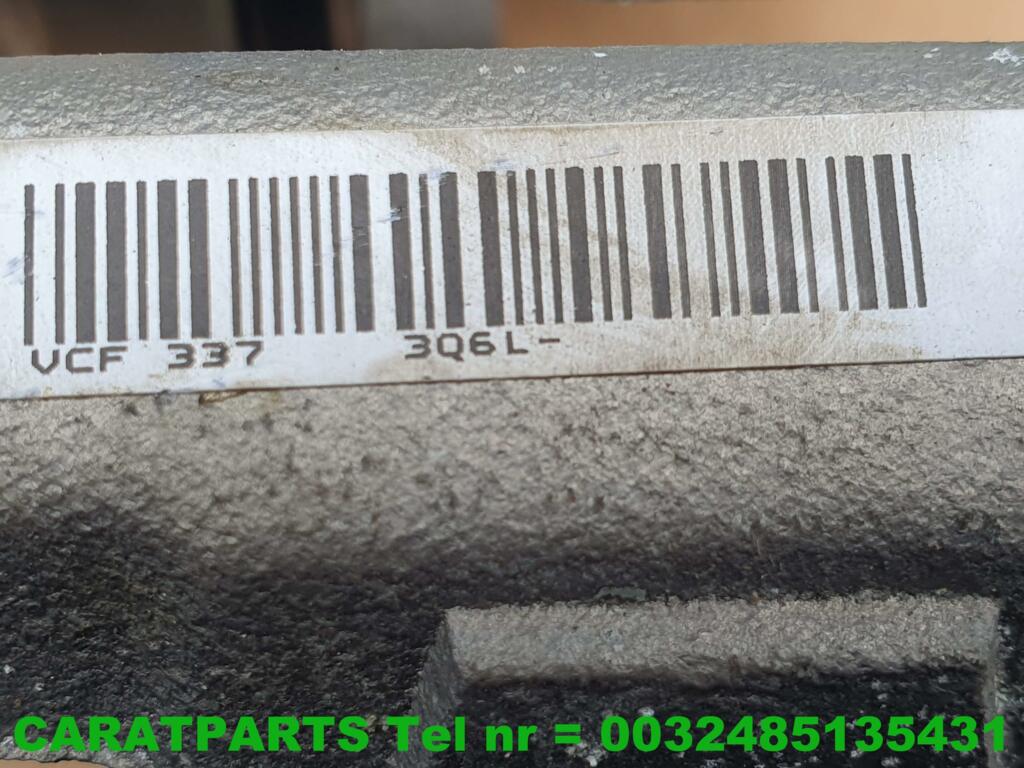 VCF 337 3Q6L-
CARATPARTS Tel nr = 0032485135431